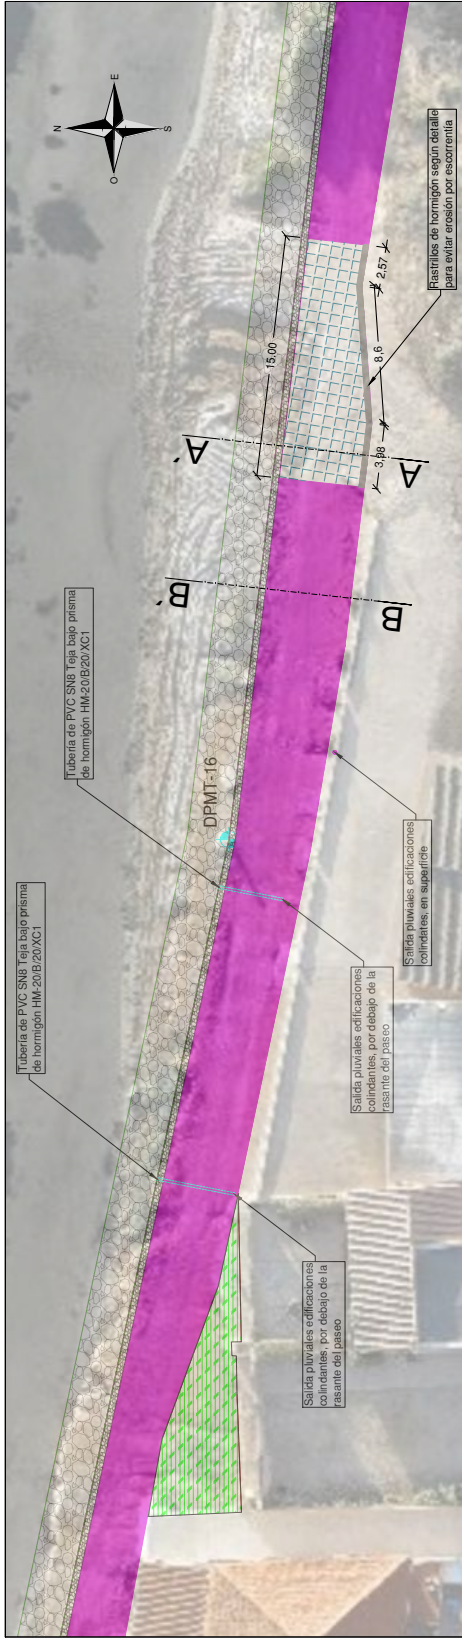 Tubería de PVC SN8 Teja bajo prisma
de hormigón HM-20/B/20/XC1
Salida pluviales edificaciones
colindantes, por debajo de la
rasante del paseo
Tubería de PVC SN8 Teja bajo prisma
de hormigón HM-20/B/20/XC1
DPMT-16
Salida pluviales edificaciones
colindantes, por debajo de la
rasante del paseo
Salida pluviales edificaciones
colindates, en superficie
B´
B
A´
A
15,00
3,98
8,6
2,57
Rastrillos de hormigón según detalle
para evitar erosión por escorrentía
N
E
S
O